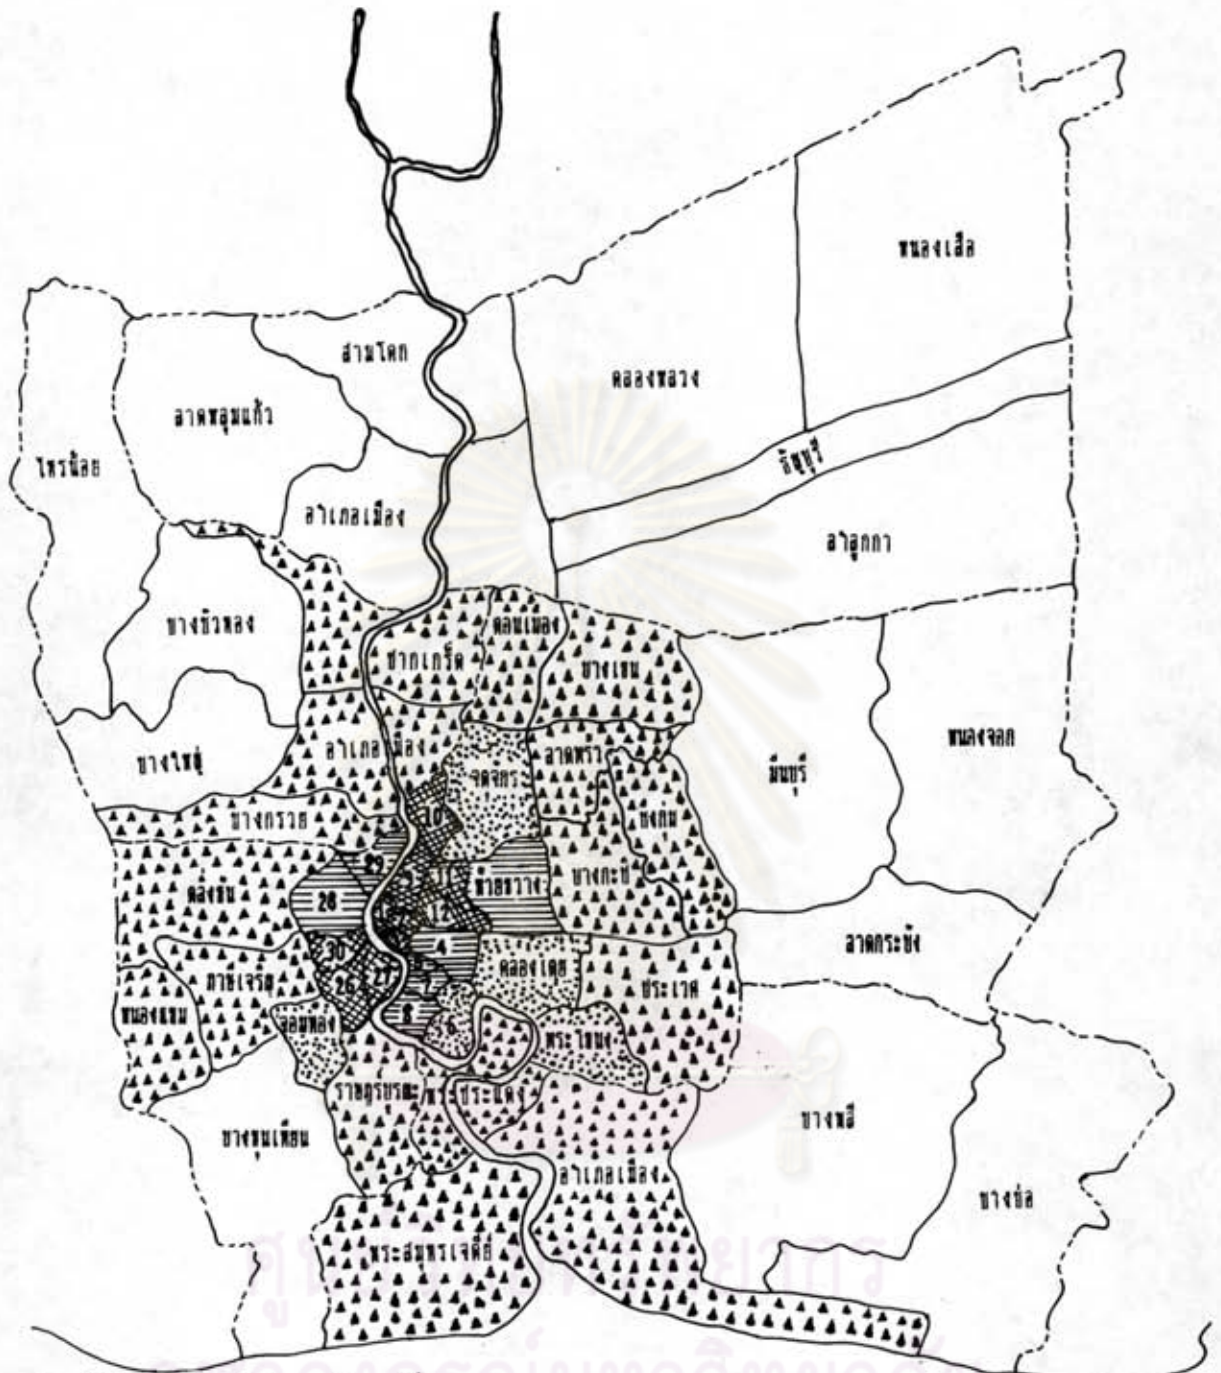 หนองเสือ
สามโคก
คลองหลวง
ลาดหลุมแก้ว
ไทรน้อย
ธัญบุรี
อำเภอเมือง
ลำลูกกา
บางบัวทอง
ดอนเมือง
ปากเกร็ด
บางเขน
อำเภอเมือง
ลาดพร้าว
หนองจอก
บางใหญ่
จตุจักร
มีนบุรี
บึงกุ่ม
บางกรวย
10
29
11
ห้วยขวาง
บางกะปิ
ตลิ่งชัน
28
12
ลาดกระบัง
30
4
คลองเตย
ภาษีเจริญ
26
27
ประเวศ
7
หนองแขม
จอมทอง
8
6
พระโขนง
ราษฎร์บูรณะ
พระประแดง
บางขุนเทียน
บางพลี
อำเภอเมือง
บางบ่อ
พระสมุทรเจดีย์